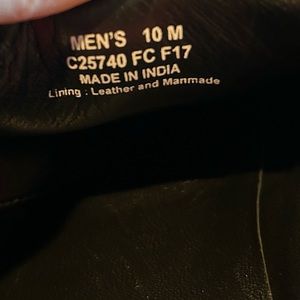 MEN'S 10 M
C25740 FC F17
MADE IN INDIA
Lining : Leather and Manmade